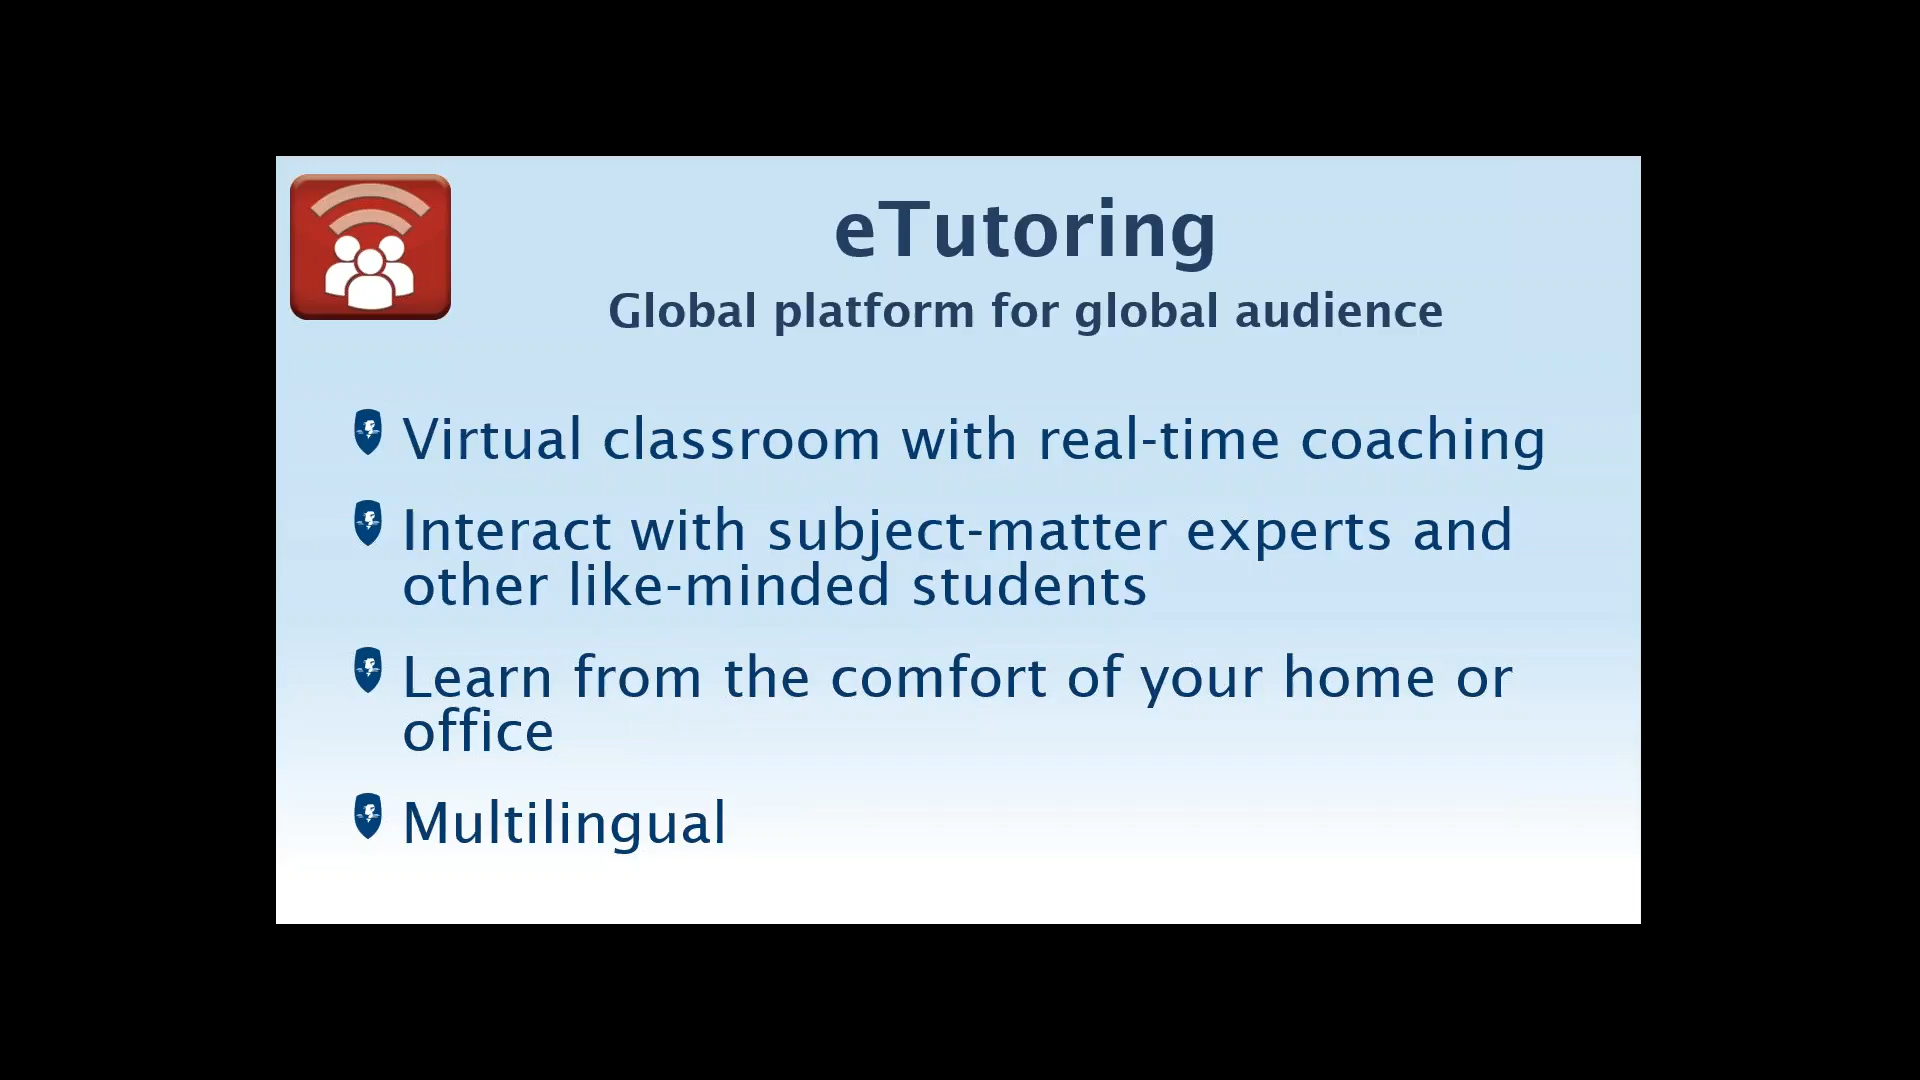 eTutoring
Global platform for global audience
Virtual classroom with real-time coaching
Interact with subject-matter experts and
other like-minded students
Learn from the comfort of your home or
office
Multilingual